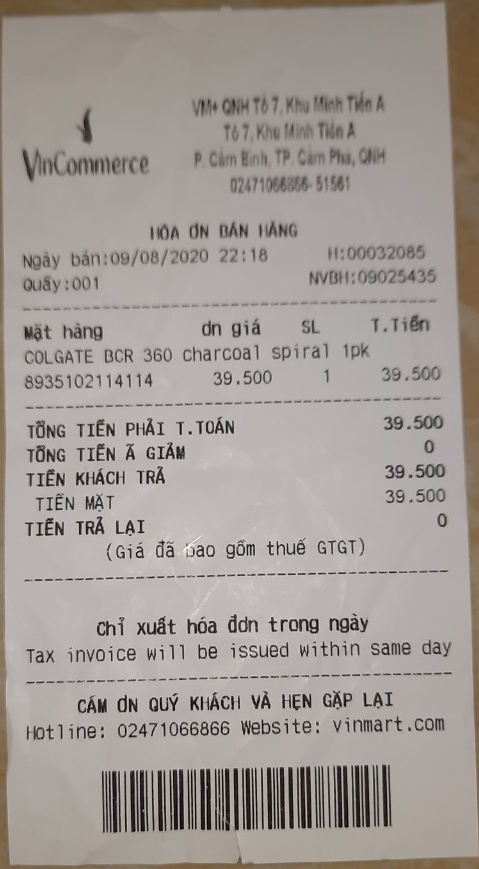 VinCommerce
VM+ QNH Tổ 7, Khu Minh Tiến A
Tổ 7, Khu Minh Tiến A
P. Cẩm Bình, TP. Cẩm Phả, QNH
02471066866- 51561
HÓA ƠN BÁN HÀNG
Ngày bán:09/08/2020 22:18 H:00032085
Quầy:001 NVBH:09025435
Mặt hàng ơn giá SL T.Tiền
COLGATE BCR 360 charcoal spiral 1pk
8935102114114 39.500 1 39.500
TỔNG TIỀN PHẢI T.TOÁN 39.500
TỔNG TIỀN Ã GIẢM 0
TIỀN KHÁCH TRẢ 39.500
TIỀN MẶT 39.500
TIỀN TRẢ LẠI 0
(Giá đã bao gồm thuế GTGT)
Chỉ xuất hóa đơn trong ngày
Tax invoice will be issued within same day
CẢM ƠN QUÝ KHÁCH VÀ HẸN GẶP LẠI
Hotline: 02471066866 Website: vinmart.com